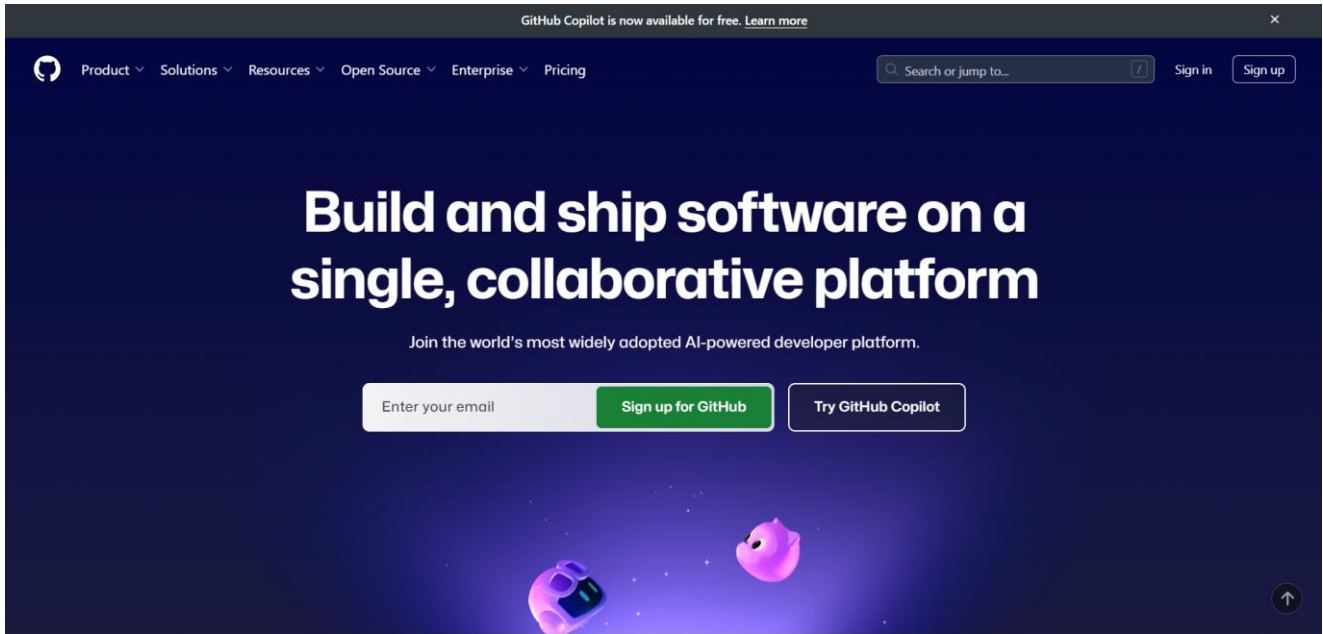 GitHub Copilot is now available for free. Learn more
Product Solutions Resources Open Source Enterprise Pricing Search or jump to... / Sign in Sign up
Build and ship software on a
single, collaborative platform
Join the world's most widely adopted AI-powered developer platform.
Enter your email Sign up for GitHub Try GitHub Copilot